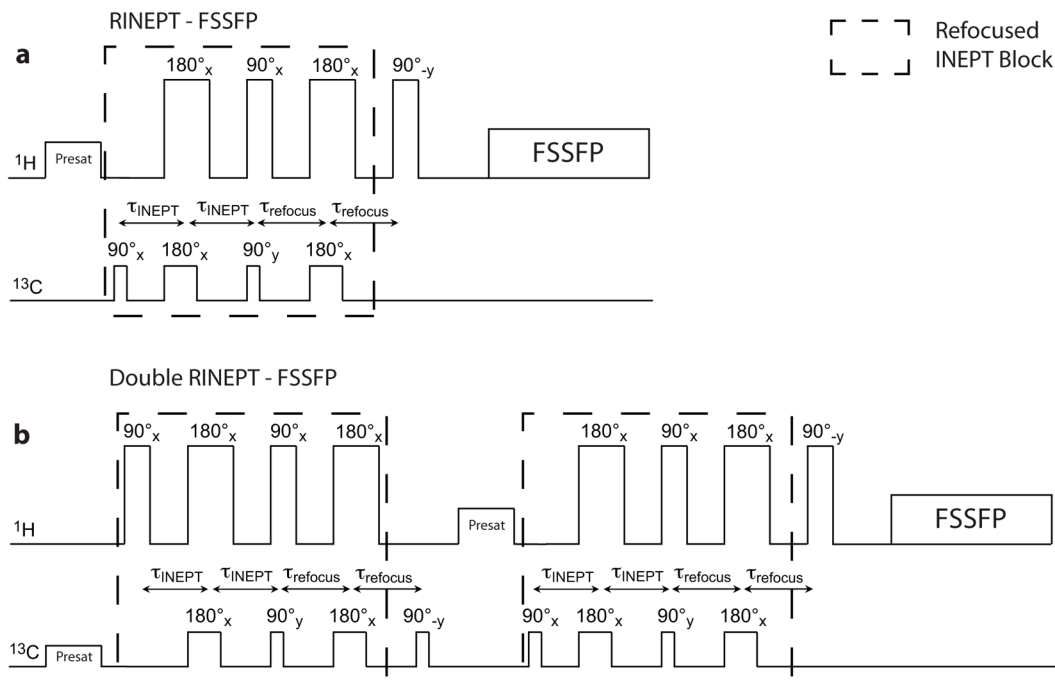 RINEPT - FSSFP
Refocused
INEPT Block
a
180°x 90°x 180°x 90°-y
1H Presat FSSFP
τINEPT τINEPT τrefocus τrefocus
90°x 180°x 90°y 180°x
13C
Double RINEPT - FSSFP
b
90°x 180°x 90°x 180°x 180°x 90°x 180°x 90°-y
1H Presat FSSFP
τINEPT τINEPT τrefocus τrefocus τINEPT τINEPT τrefocus τrefocus
180°x 90°y 180°x 90°-y 90°x 180°x 90°y 180°x
13C Presat